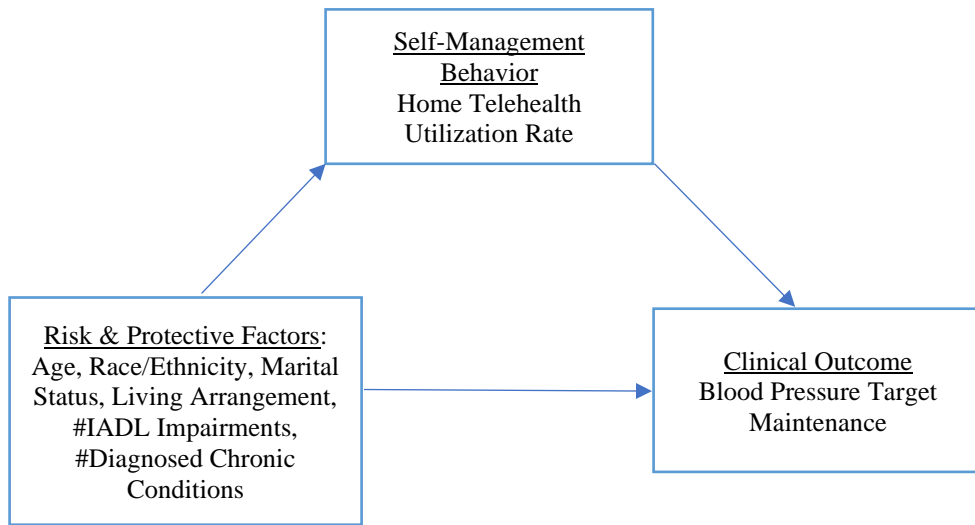 Self-Management
Behavior
Home Telehealth
Utilization Rate
Risk & Protective Factors:
Age, Race/Ethnicity, Marital
Status, Living Arrangement,
#IADL Impairments,
#Diagnosed Chronic
Conditions
Clinical Outcome
Blood Pressure Target
Maintenance